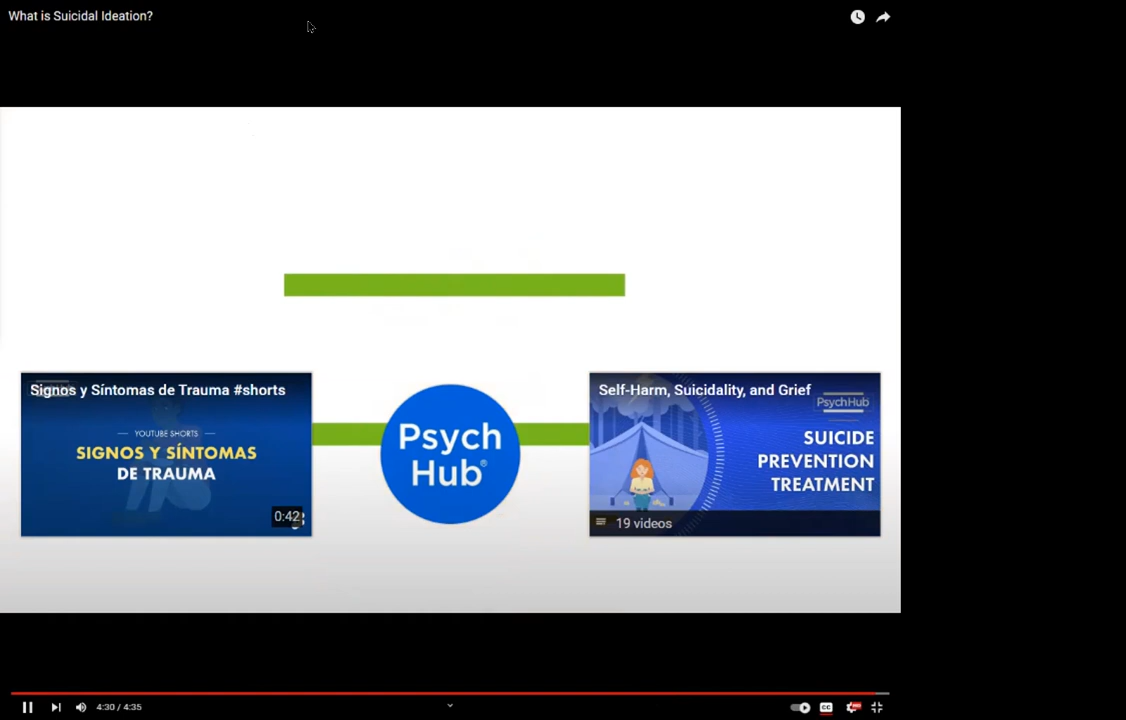 What is Suicidal Ideation?
Signos y Síntomas de Trauma #shorts
YOUTUBE SHORTS
SIGNOS Y SÍNTOMAS
DE TRAUMA
0:42
Psych
Hub®
Self-Harm, Suicidality, and Grief
PsychHub
SUICIDE
PREVENTION
TREATMENT
19 videos
4:30 / 4:35
CC